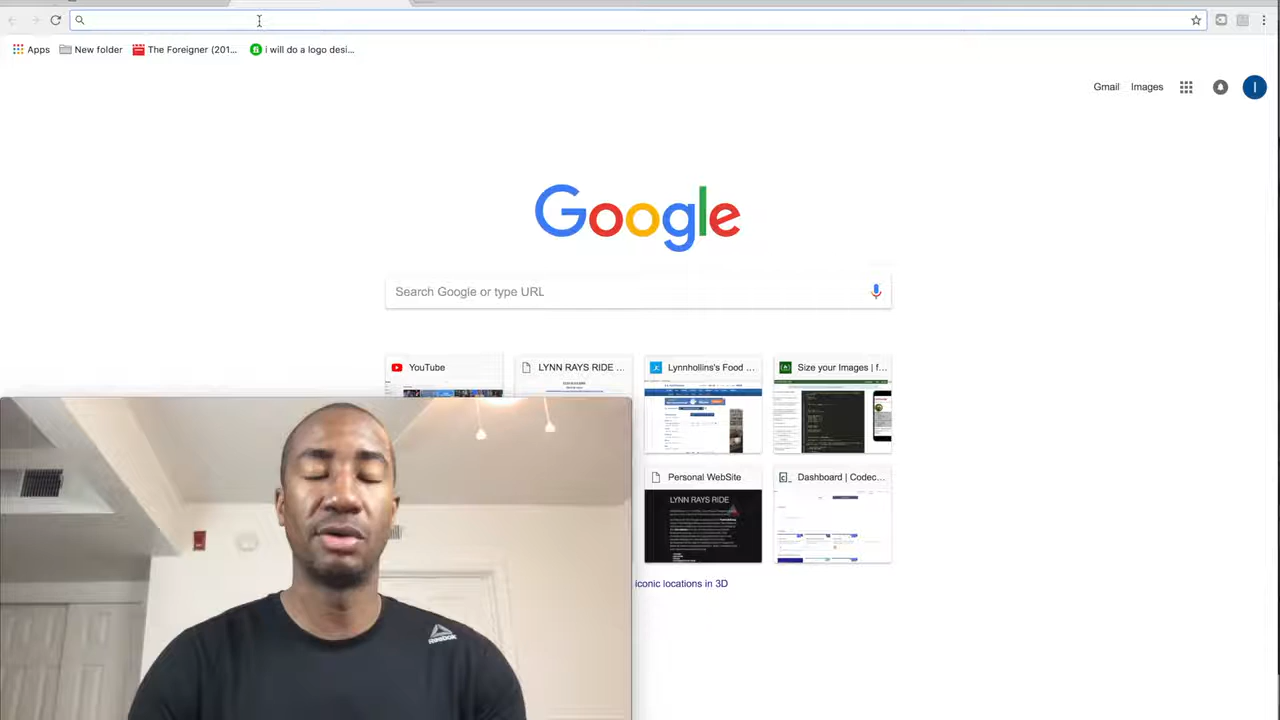 Apps New folder The Foreigner (201... i will do a logo desi...
Gmail Images I
Google
Search Google or type URL
YouTube LYNN RAYS RIDE ... Lynnhollins's Food ... Size your Images | f...
Personal WebSite Dashboard | Codec...
LYNN RAYS RIDE
iconic locations in 3D
Reebok